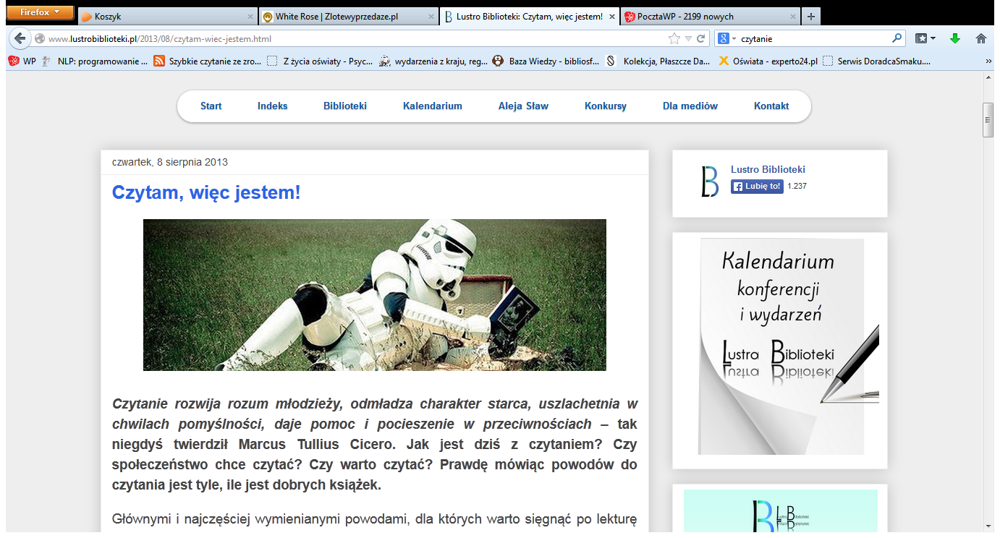 Firefox
Koszyk
White Rose | Zlotewyprzedaze.pl
Lustro Biblioteki: Czytam, więc jestem!
PocztaWP - 2199 nowych
www.lustrobiblioteki.pl/2013/08/czytam-wiec-jestem.html
8
czytanie
WP
NLP: programowanie ...
Szybkie czytanie ze zro...
Z życia oświaty - Psyc...
wydarzenia z kraju, reg...
Baza Wiedzy - bibliosf...
Kolekcja, Płaszcze Da...
Oświata - experto24.pl
Serwis DoradcaSmaku....
Start
Indeks
Biblioteki
Kalendarium
Aleja Sław
Konkursy
Dla mediów
Kontakt
czwartek, 8 sierpnia 2013
Czytam, więc jestem!
Czytanie rozwija rozum młodzieży, odmładza charakter starca, uszlachetnia w
chwilach pomyślności, daje pomoc i pocieszenie w przeciwnościach – tak
niegdyś twierdził Marcus Tullius Cicero. Jak jest dziś z czytaniem? Czy
społeczeństwo chce czytać? Czy warto czytać? Prawdę mówiąc powodów do
czytania jest tyle, ile jest dobrych książek.
Głównymi i najczęściej wymienianymi powodami, dla których warto sięgnąć po lekturę
Lustro Biblioteki
Lubię to! 1.237
Kalendarium
konferencji
i wydarzeń
Lustra Biblioteki
Lustro Biblioteki